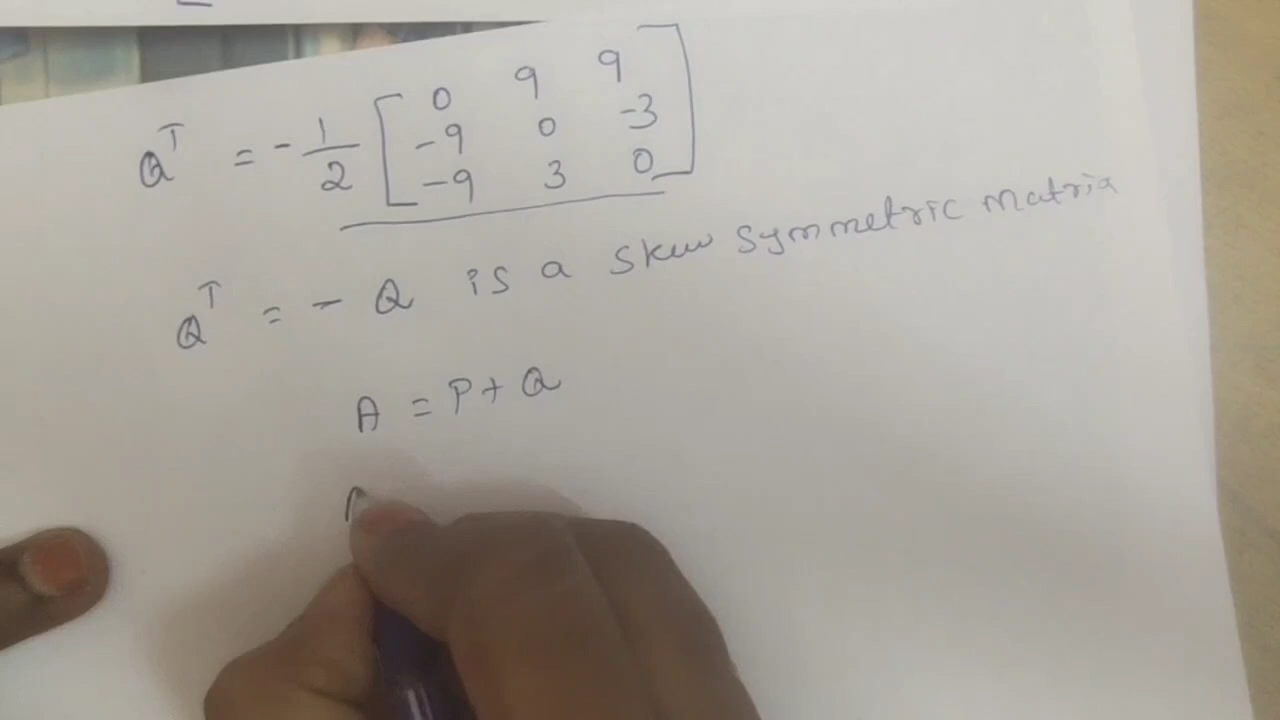 Q^T = - 1/2 [ 0 9 9
-9 0 -3
-9 3 0 ]
Q^T = - Q is a skew symmetric Matrix
A = P + Q